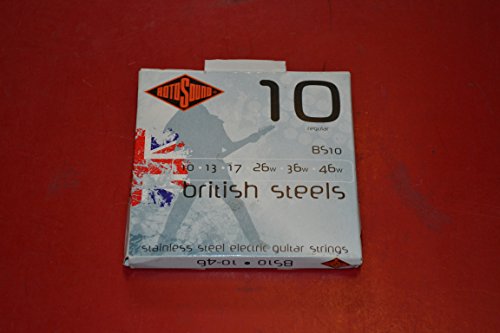 ROTOSOUND
10
regular
BS10
10 • 13 • 17 26w • 36w • 46w
british steels
stainless steel electric guitar strings
BS10 • 10-46
ROTOSOUND